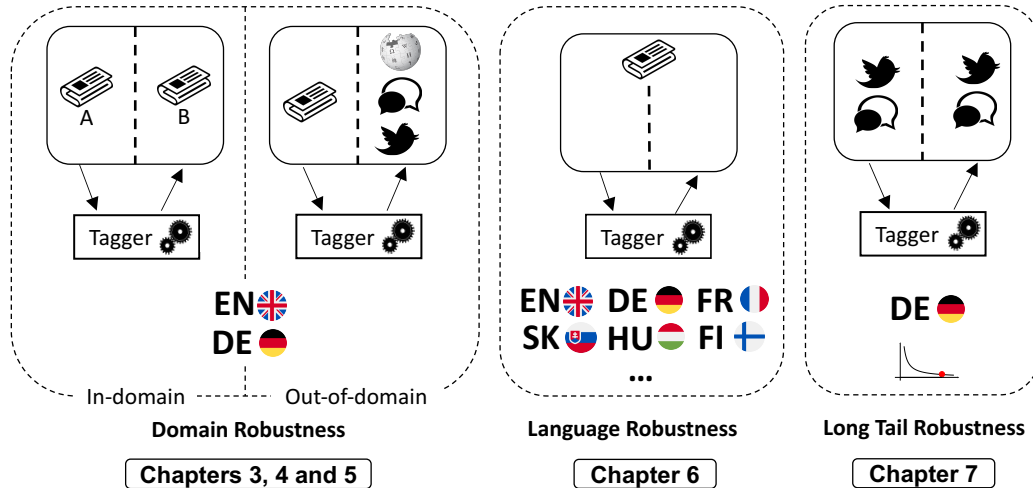 A
B
Tagger
Tagger
EN
DE
In-domain
Out-of-domain
Domain Robustness
Chapters 3, 4 and 5
Tagger
EN DE FR
SK HU FI
...
Language Robustness
Chapter 6
Tagger
DE
Long Tail Robustness
Chapter 7